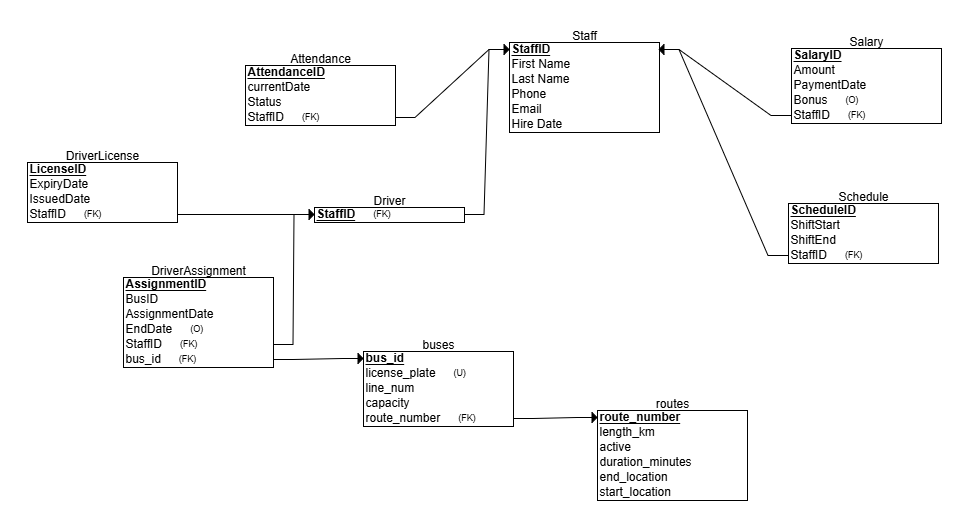 Staff
StaffID
First Name
Last Name
Phone
Email
Hire Date
Salary
SalaryID
Amount
PaymentDate
Bonus (O)
StaffID (FK)
Attendance
AttendanceID
currentDate
Status
StaffID (FK)
DriverLicense
LicenseID
ExpiryDate
IssuedDate
StaffID (FK)
Driver
StaffID (FK)
Schedule
ScheduleID
ShiftStart
ShiftEnd
StaffID (FK)
DriverAssignment
AssignmentID
BusID
AssignmentDate
EndDate (O)
StaffID (FK)
bus_id (FK)
buses
bus_id
license_plate (U)
line_num
capacity
route_number (FK)
routes
route_number
length_km
active
duration_minutes
end_location
start_location